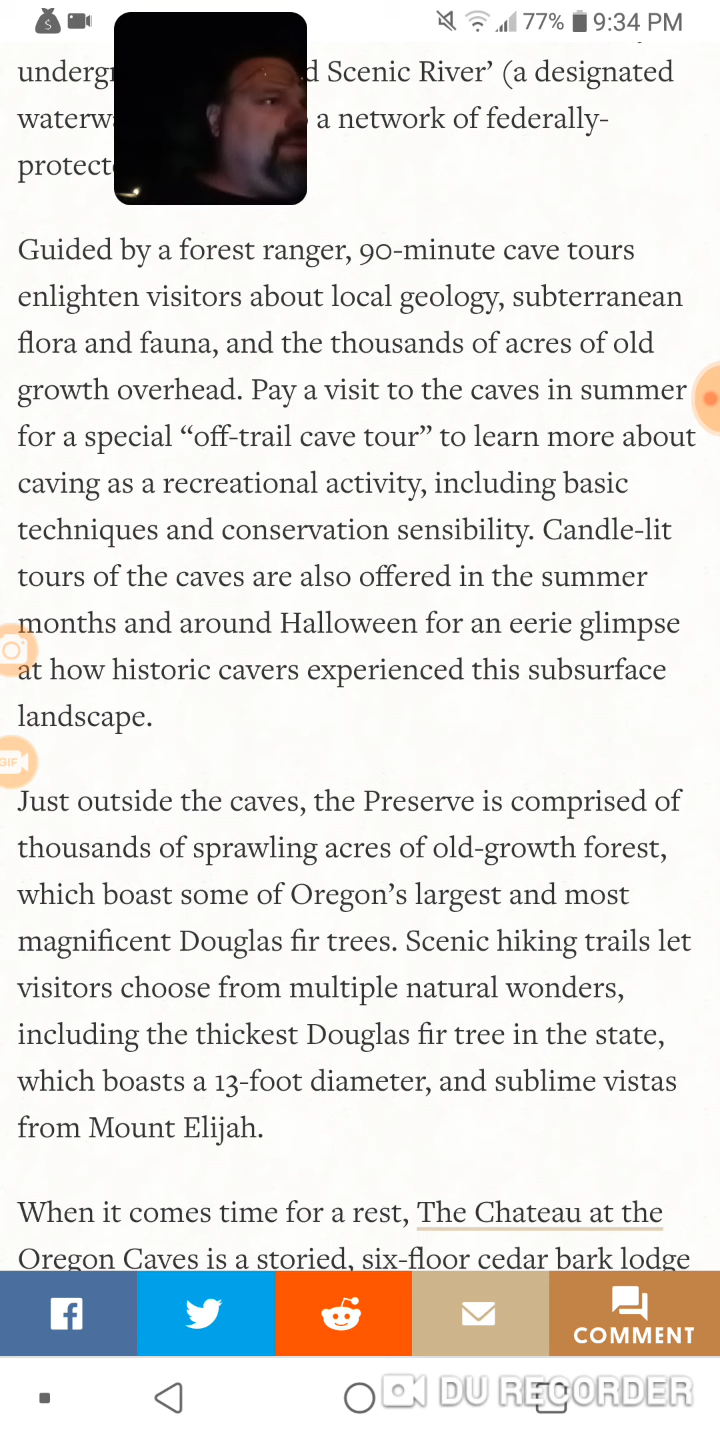 77% 9:34 PM
d Scenic River’ (a designated
a network of federally-
Guided by a forest ranger, 90-minute cave tours
enlighten visitors about local geology, subterranean
flora and fauna, and the thousands of acres of old
growth overhead. Pay a visit to the caves in summer
for a special “off-trail cave tour” to learn more about
caving as a recreational activity, including basic
techniques and conservation sensibility. Candle-lit
tours of the caves are also offered in the summer
months and around Halloween for an eerie glimpse
at how historic cavers experienced this subsurface
GIF
landscape.
Just outside the caves, the Preserve is comprised of
thousands of sprawling acres of old-growth forest,
which boast some of Oregon’s largest and most
magnificent Douglas fir trees. Scenic hiking trails let
visitors choose from multiple natural wonders,
including the thickest Douglas fir tree in the state,
which boasts a 13-foot diameter, and sublime vistas
from Mount Elijah.
When it comes time for a rest, The Chateau at the
Oregon Caves is a storied, six-floor cedar bark lodge
COMMENT
DU RECORDER